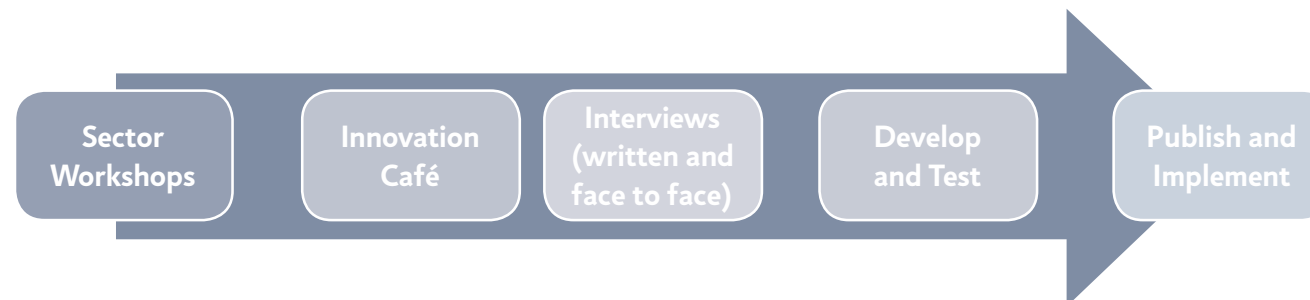 Sector
Workshops
Innovation
Café
Interviews
(written and
face to face)
Develop
and Test
Publish and
Implement